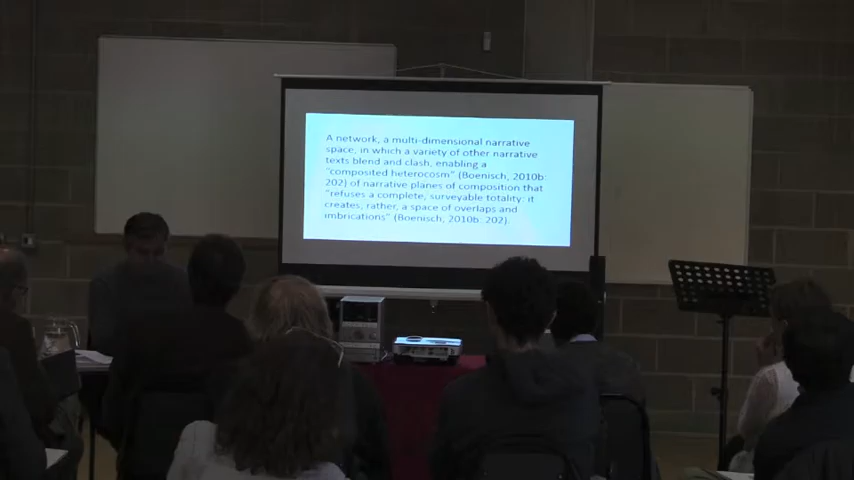 A network, a multi-dimensional narrative
space, in which a variety of other narrative
texts blend and clash, enabling a
"composited heterocosm" (Boenisch, 2010b:
202) of narrative planes of composition that
"refuses a complete, surveyable totality: it
creates, rather, a space of overlaps and
imbrications" (Boenisch, 2010b: 202).